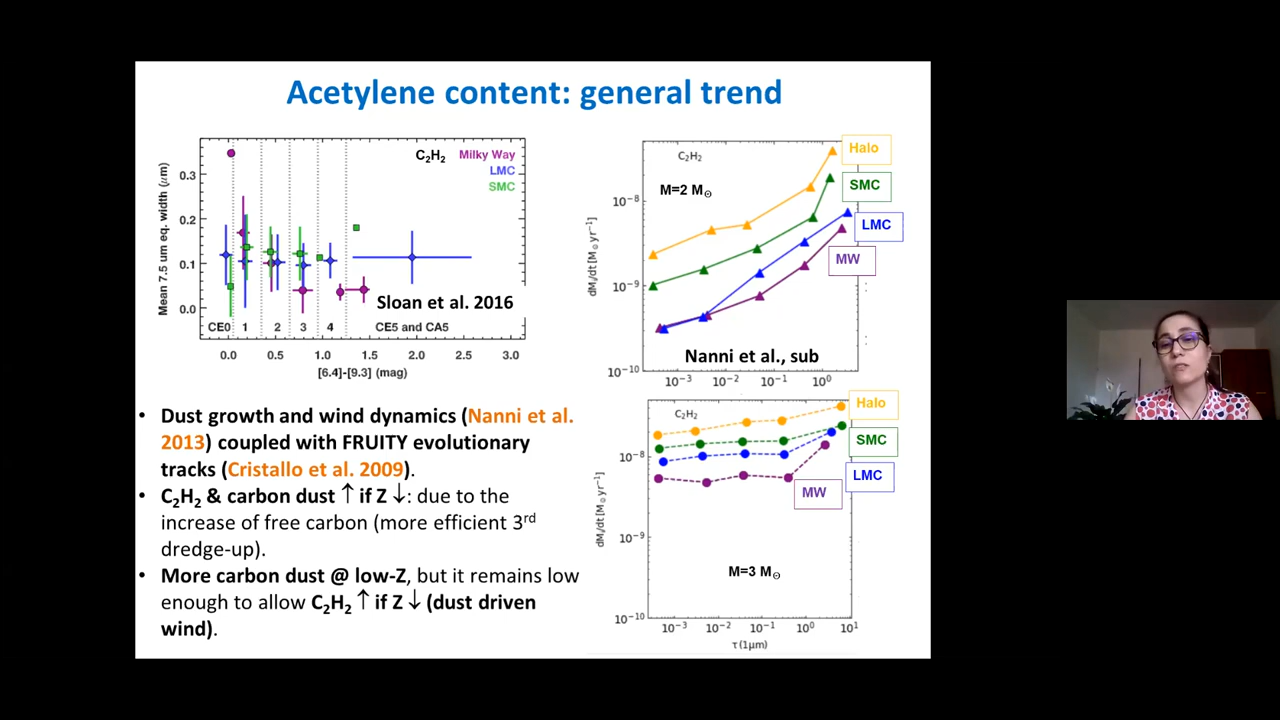 Acetylene content: general trend
C₂H₂
Milky Way
LMC
SMC
Mean 7.5 um eq. width (μm)
0.3
0.2
0.1
0.0
Sloan et al. 2016
CE0 1 2 3 4 CE5 and CA5
0.0 0.5 1.0 1.5 2.0 2.5 3.0
[6.4]-[9.3] (mag)
• Dust growth and wind dynamics (Nanni et al.
2013) coupled with FRUITY evolutionary
tracks (Cristallo et al. 2009).
• C₂H₂ & carbon dust ↑ if Z ↓: due to the
increase of free carbon (more efficient 3rd
dredge-up).
• More carbon dust @ low-Z, but it remains low
enough to allow C₂H₂ ↑ if Z ↓ (dust driven
wind).
C₂H₂
M=2 M☉
Halo
SMC
LMC
MW
dMᵢ/dt [M☉yr⁻¹]
10⁻⁸
10⁻⁹
10⁻¹⁰
Nanni et al., sub
10⁻³ 10⁻² 10⁻¹ 10⁰
C₂H₂
Halo
SMC
LMC
MW
dMᵢ/dt [M☉yr⁻¹]
10⁻⁸
10⁻⁹
10⁻¹⁰
M=3 M☉
10⁻³ 10⁻² 10⁻¹ 10⁰ 10¹
τ (1μm)